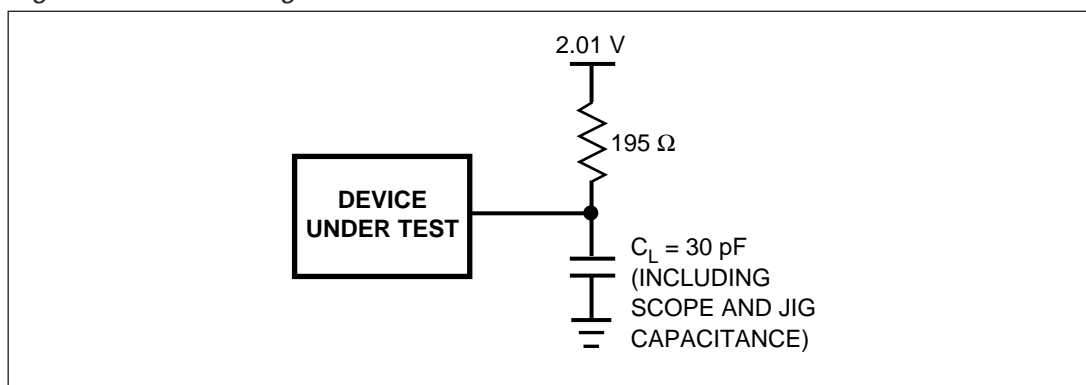 2.01 V
195 Ω
DEVICE
UNDER TEST
C_L = 30 pF
(INCLUDING
SCOPE AND JIG
CAPACITANCE)